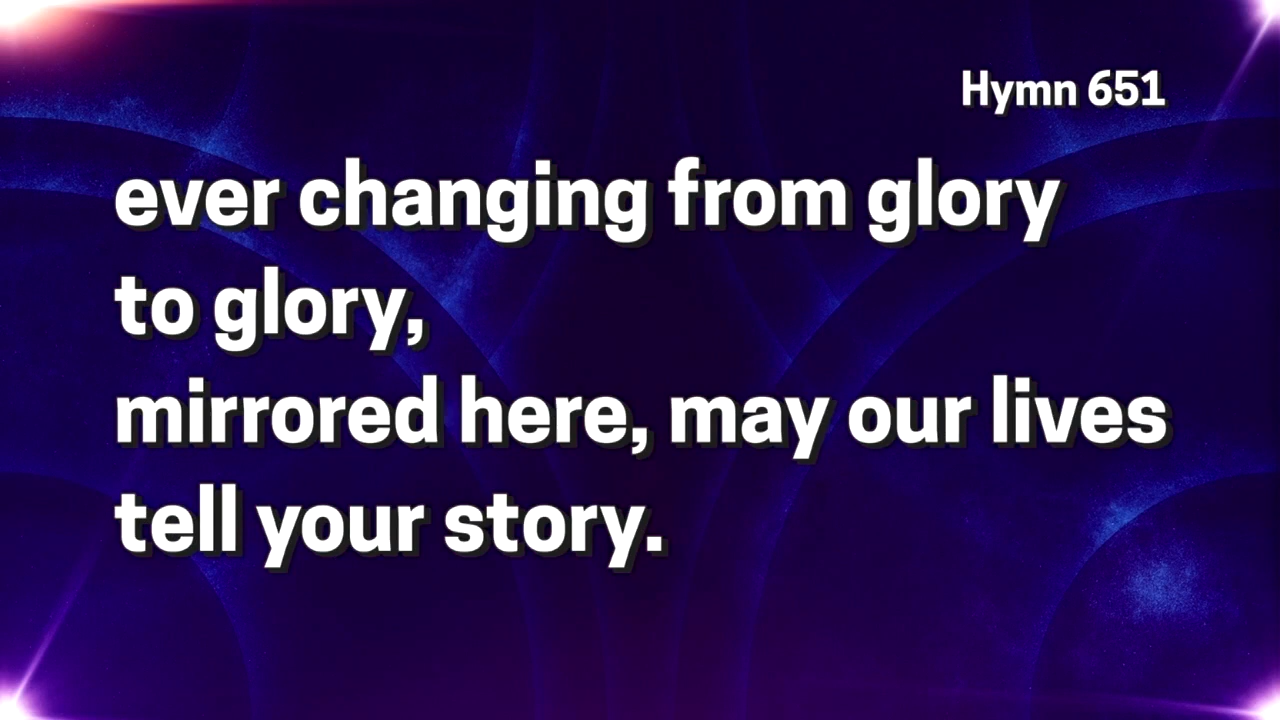 Hymn 651
ever changing from glory
to glory,
mirrored here, may our lives
tell your story.